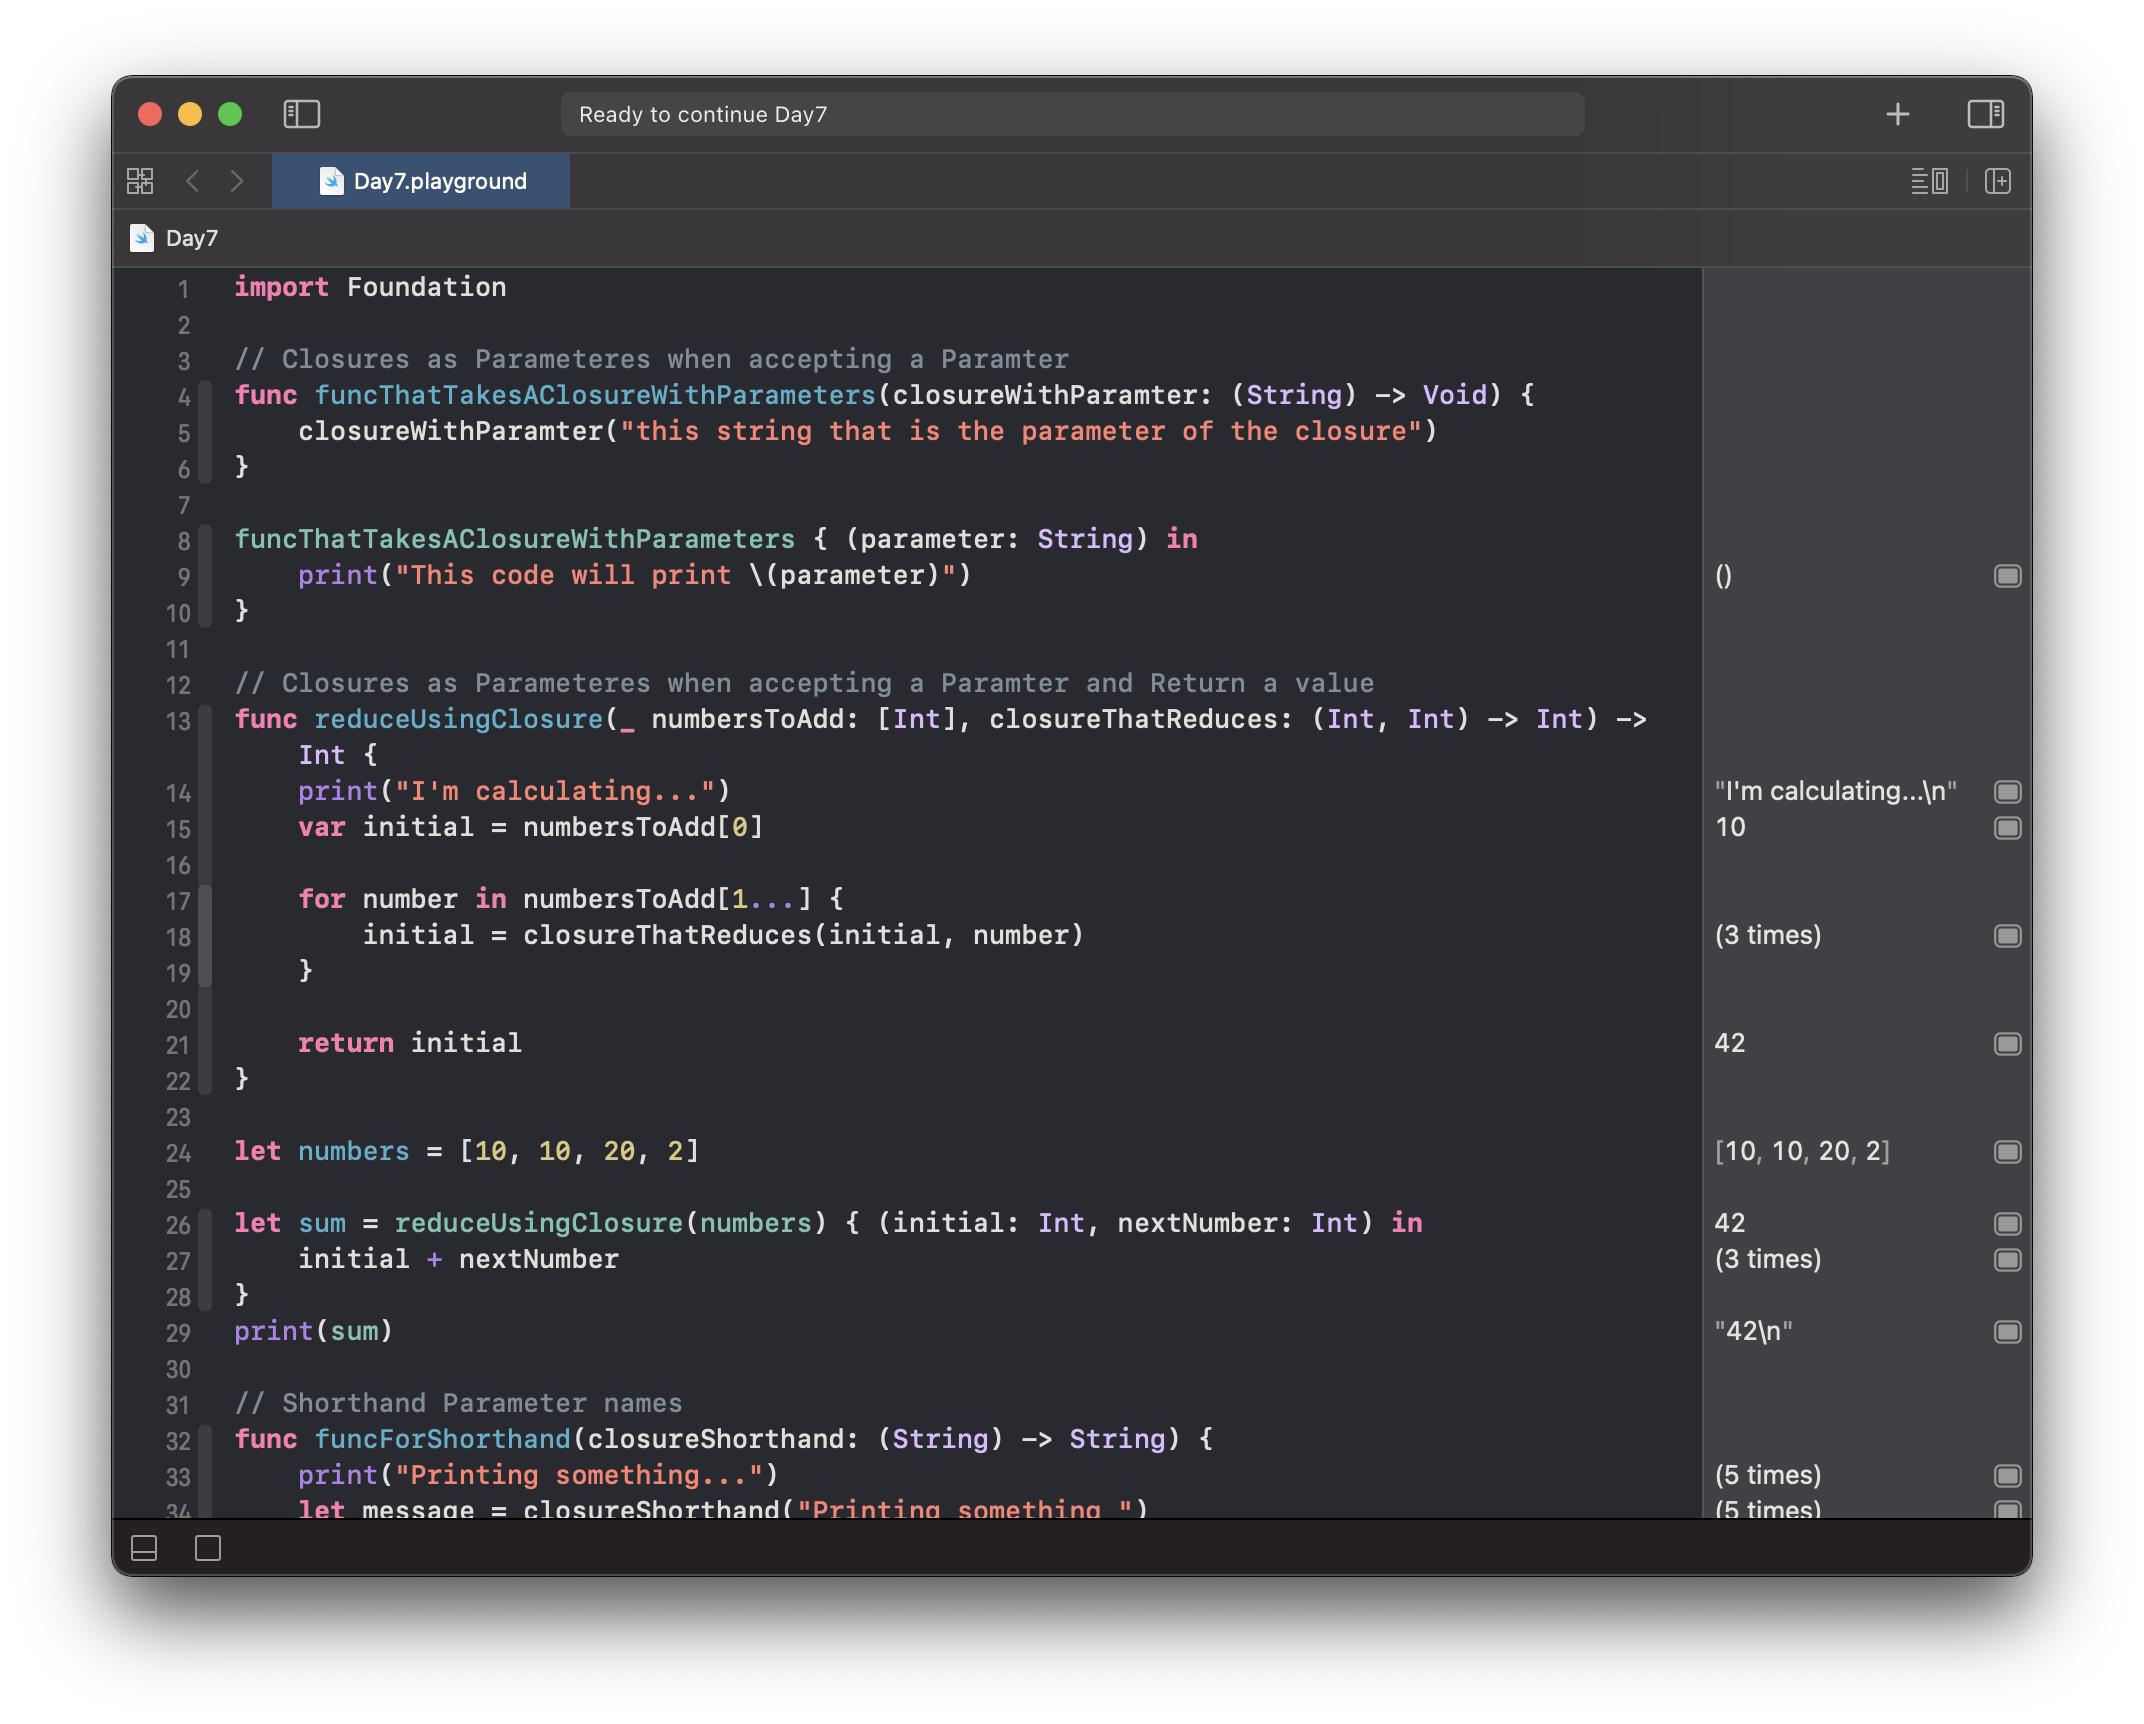 Ready to continue Day7
Day7.playground
Day7
1 import Foundation
2
3 // Closures as Parameteres when accepting a Paramter
4 func funcThatTakesAClosureWithParameters(closureWithParamter: (String) -> Void) {
5     closureWithParamter("this string that is the parameter of the closure")
6 }
7
8 funcThatTakesAClosureWithParameters { (parameter: String) in
9     print("This code will print \(parameter)") ()
10 }
11
12 // Closures as Parameteres when accepting a Paramter and Return a value
13 func reduceUsingClosure(_ numbersToAdd: [Int], closureThatReduces: (Int, Int) -> Int) ->
    Int {
14     print("I'm calculating...") "I'm calculating...\n"
15     var initial = numbersToAdd[0] 10
16
17     for number in numbersToAdd[1...] {
18         initial = closureThatReduces(initial, number) (3 times)
19     }
20
21     return initial 42
22 }
23
24 let numbers = [10, 10, 20, 2] [10, 10, 20, 2]
25
26 let sum = reduceUsingClosure(numbers) { (initial: Int, nextNumber: Int) in 42
27     initial + nextNumber (3 times)
28 }
29 print(sum) "42\n"
30
31 // Shorthand Parameter names
32 func funcForShorthand(closureShorthand: (String) -> String) {
33     print("Printing something...") (5 times)
34     let message = closureShorthand("Printing something ") (5 times)